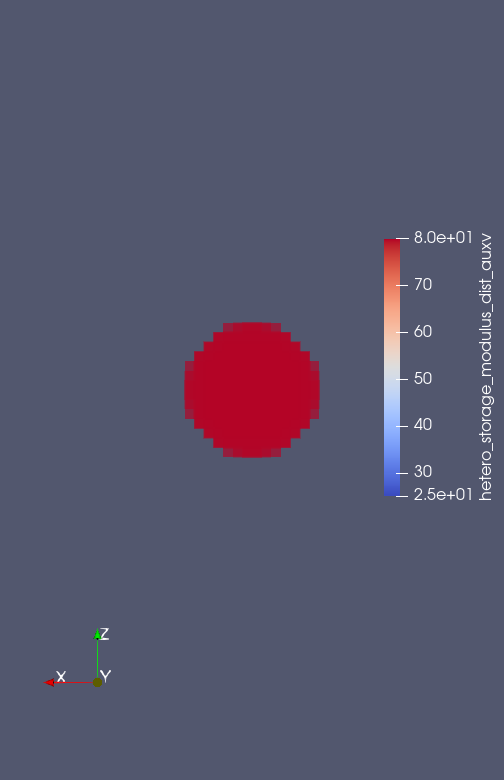 8.0e+01
70
60
50
40
30
2.5e+01
hetero_storage_modulus_dist_auxv
Z
X
Y